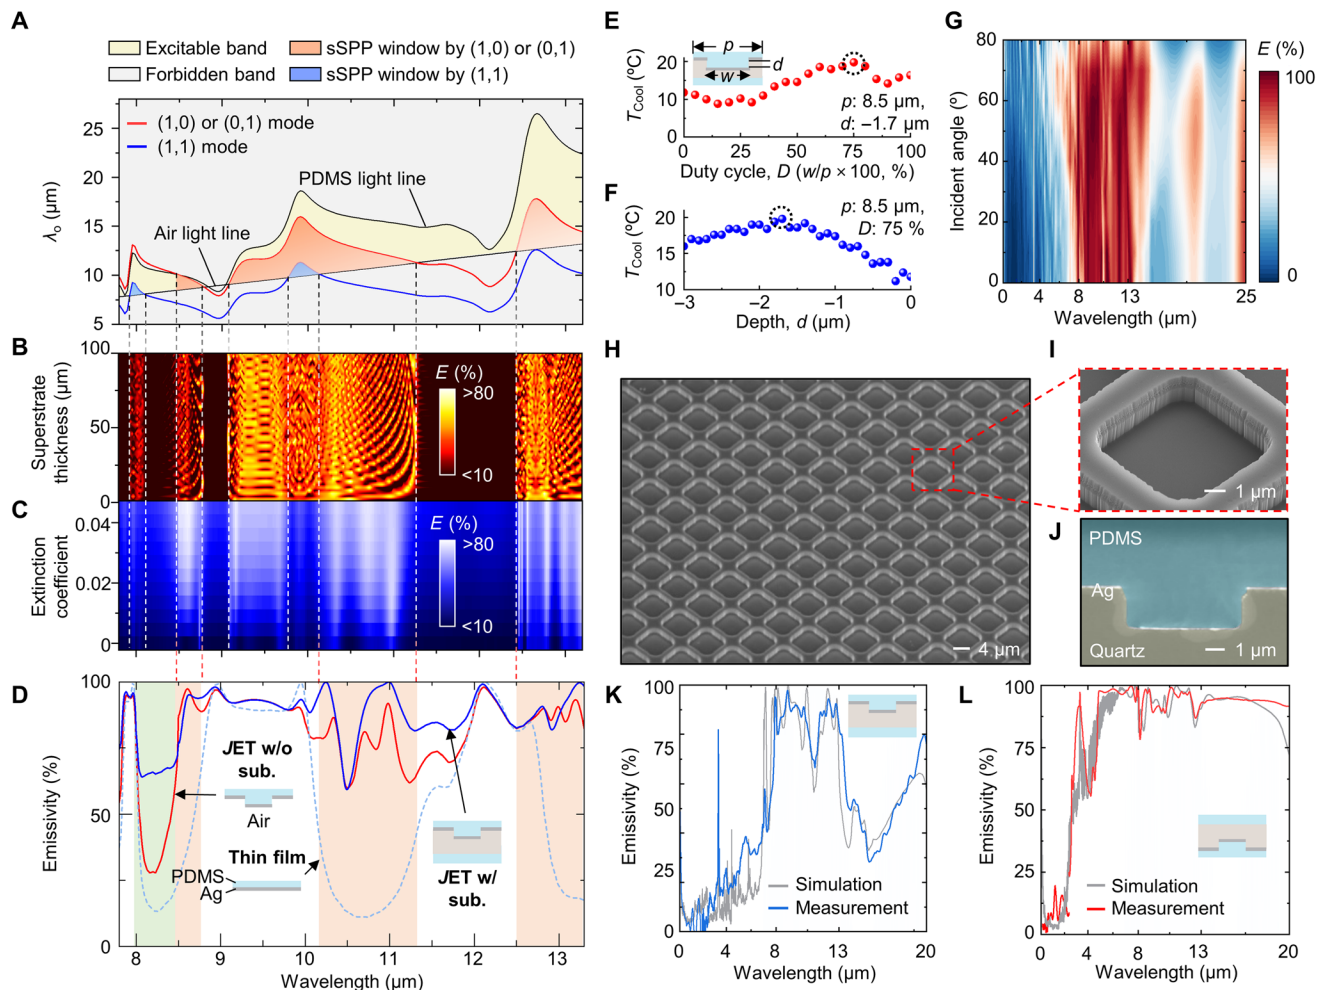 A
Excitable band
sSPP window by (1,0) or (0,1)
Forbidden band
sSPP window by (1,1)
(1,0) or (0,1) mode
(1,1) mode
PDMS light line
Air light line
λo (μm)
25
20
15
10
5
B
Superstrate
thickness (μm)
100
50
0
E (%)
>80
<10
C
Extinction
coefficient
0.04
0.02
0
E (%)
>80
<10
D
Emissivity (%)
100
50
0
JET w/o
sub.
Air
Thin film
PDMS
Ag
JET w/
sub.
8
9
10
11
12
13
Wavelength (μm)
E
TCool (ºC)
20
10
0
p
d
w
p: 8.5 μm,
d: −1.7 μm
0
25
50
75
100
Duty cycle, D (w/p × 100, %)
F
TCool (ºC)
20
15
10
p: 8.5 μm,
D: 75 %
−3
−2
−1
0
Depth, d (μm)
G
Incident angle (º)
80
60
40
20
0
0
4
8
13
25
Wavelength (μm)
E (%)
100
0
H
4 μm
I
1 μm
J
PDMS
Ag
Quartz
1 μm
K
Emissivity (%)
100
75
50
25
0
Simulation
Measurement
0
4
8
13
20
Wavelength (μm)
L
Emissivity (%)
100
75
50
25
0
Simulation
Measurement
0
4
8
13
20
Wavelength (μm)